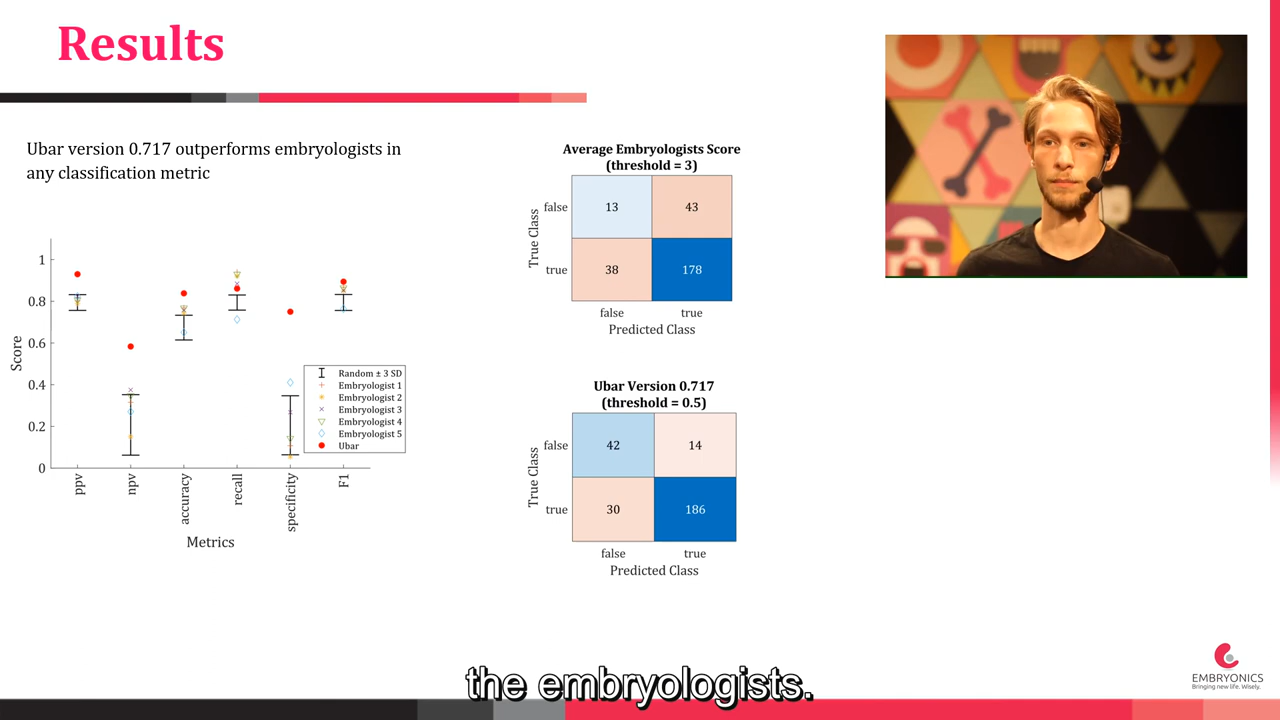 Results
Ubar version 0.717 outperforms embryologists in
any classification metric
Score
1
0.8
0.6
0.4
0.2
0
ppv
npv
accuracy
recall
specificity
F1
Metrics
Random ± 3 SD
Embryologist 1
Embryologist 2
Embryologist 3
Embryologist 4
Embryologist 5
Ubar
Average Embryologists Score
(threshold = 3)
True Class
false
13
43
true
38
178
false
true
Predicted Class
Ubar Version 0.717
(threshold = 0.5)
True Class
false
42
14
true
30
186
false
true
Predicted Class
the embryologists.
EMBRYONICS
Bringing new life. Wisely.